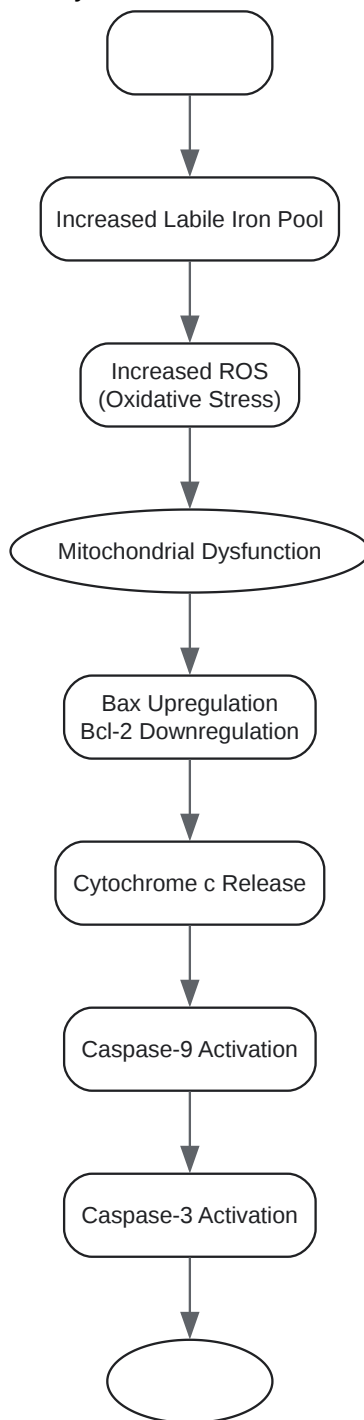 Increased Labile Iron Pool
Increased ROS
(Oxidative Stress)
Mitochondrial Dysfunction
Bax Upregulation
Bcl-2 Downregulation
Cytochrome c Release
Caspase-9 Activation
Caspase-3 Activation